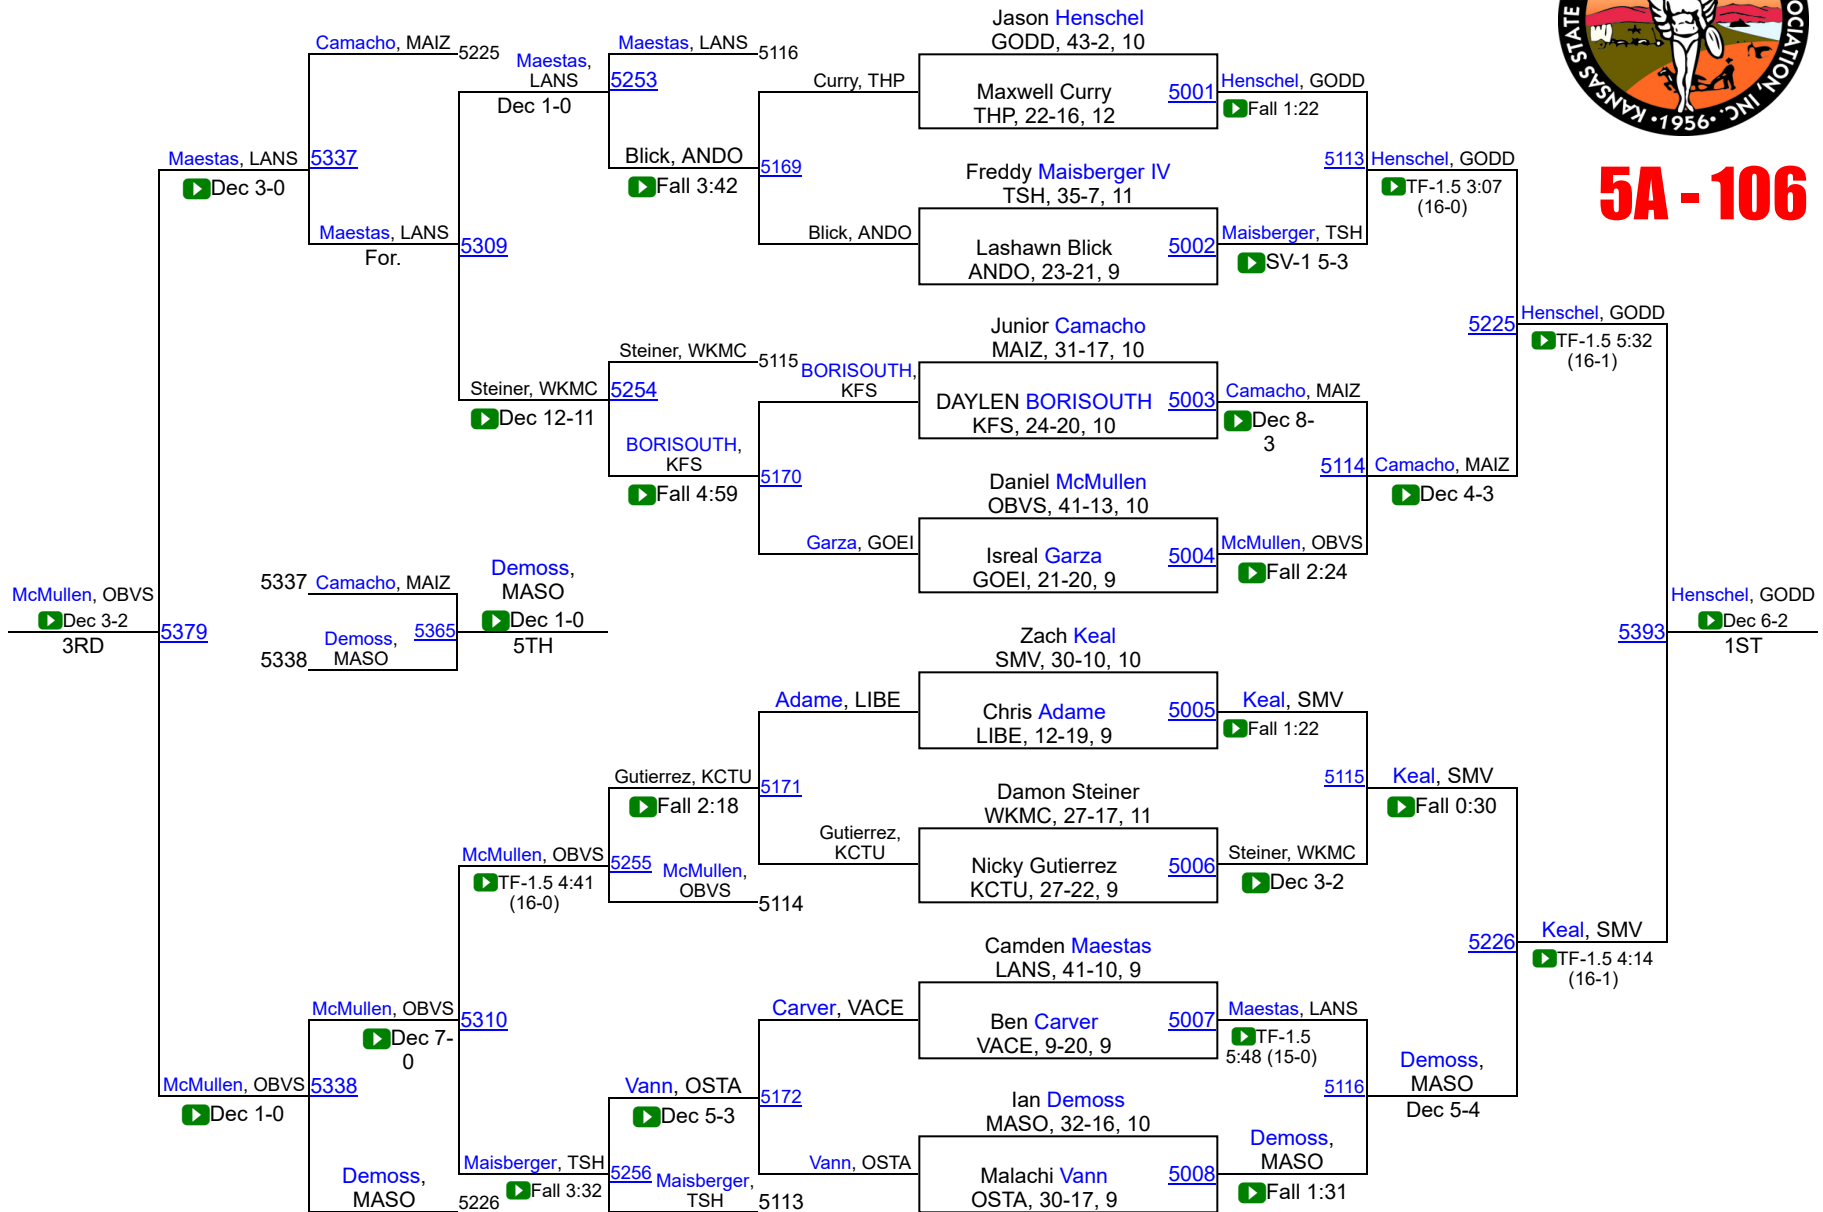 KANSAS STATE
OCIATION, INC.
•1956•
5A - 106
Camacho, MAIZ
5225
Maestas,
LANS
Dec 1-0
Maestas, LANS
5116
5253
Blick, ANDO
Fall 3:42
Maestas, LANS
Dec 3-0
5337
Maestas, LANS
For.
5309
Steiner, WKMC
Dec 12-11
Steiner, WKMC
5115
5254
BORISOUTH,
KFS
Fall 4:59
Curry, THP
5169
Blick, ANDO
BORISOUTH,
KFS
5170
Garza, GOEI
Jason Henschel
GODD, 43-2, 10
Maxwell Curry
THP, 22-16, 12
5001
Henschel, GODD
Fall 1:22
Freddy Maisberger IV
TSH, 35-7, 11
Lashawn Blick
ANDO, 23-21, 9
5002
Maisberger, TSH
SV-1 5-3
5113
Henschel, GODD
TF-1.5 3:07
(16-0)
Junior Camacho
MAIZ, 31-17, 10
DAYLEN BORISOUTH
KFS, 24-20, 10
5003
Camacho, MAIZ
Dec 8-
3
Daniel McMullen
OBVS, 41-13, 10
Isreal Garza
GOEI, 21-20, 9
5004
McMullen, OBVS
Fall 2:24
5114
Camacho, MAIZ
Dec 4-3
5225
Henschel, GODD
TF-1.5 5:32
(16-1)
McMullen, OBVS
Dec 3-2
3RD
5379
5337
Camacho, MAIZ
5338
Demoss,
MASO
5365
Demoss,
MASO
Dec 1-0
5TH
5393
Henschel, GODD
Dec 6-2
1ST
Zach Keal
SMV, 30-10, 10
Chris Adame
LIBE, 12-19, 9
5005
Keal, SMV
Fall 1:22
Damon Steiner
WKMC, 27-17, 11
Nicky Gutierrez
KCTU, 27-22, 9
5006
Steiner, WKMC
Dec 3-2
5115
Keal, SMV
Fall 0:30
Camden Maestas
LANS, 41-10, 9
Ben Carver
VACE, 9-20, 9
5007
Maestas, LANS
TF-1.5
5:48 (15-0)
Ian Demoss
MASO, 32-16, 10
Malachi Vann
OSTA, 30-17, 9
5008
Demoss,
MASO
Fall 1:31
5116
Demoss,
MASO
Dec 5-4
5226
Keal, SMV
TF-1.5 4:14
(16-1)
Adame, LIBE
Gutierrez, KCTU
Fall 2:18
5171
Gutierrez,
KCTU
McMullen, OBVS
TF-1.5 4:41
(16-0)
5255
McMullen,
OBVS
5114
McMullen, OBVS
Dec 7-
0
5310
Carver, VACE
Vann, OSTA
Dec 5-3
5172
Vann, OSTA
McMullen, OBVS
Dec 1-0
5338
Maisberger, TSH
Fall 3:32
5256
Maisberger,
TSH
5113
Demoss,
MASO
5226